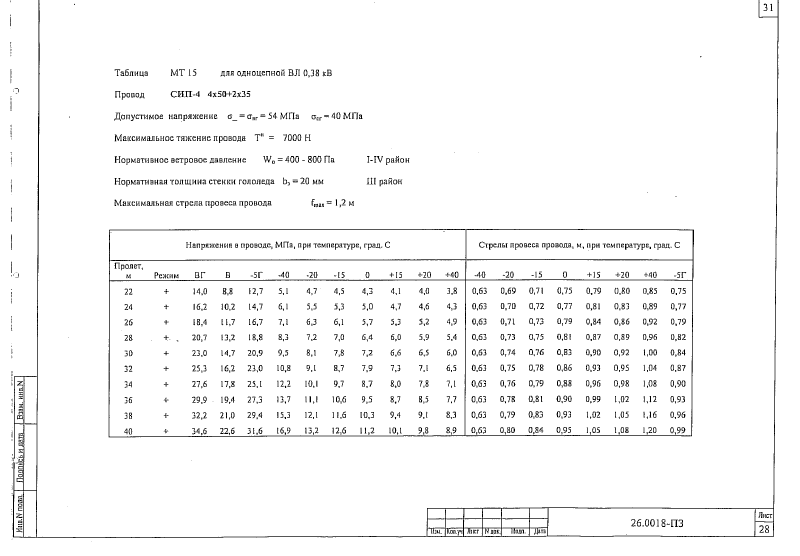 31
Таблица МТ 15 для одноцепной ВЛ 0,38 кВ
Провод СИП-4 4х50+2х35
Допустимое напряжение σ_ = σвг = 54 МПа σсг = 40 МПа
Максимальное тяжение провода Tн = 7000 Н
Нормативное ветровое давление Wо = 400 - 800 Па I-IV район
Нормативная толщина стенки гололеда bэ = 20 мм III район
Максимальная стрела провеса провода fmax = 1,2 м
Напряжения в проводе, МПа, при температуре, град. С Стрелы провеса провода, м, при температуре, град. С
Пролет, м Режим ВГ В -5Г -40 -20 -15 0 +15 +20 +40 -40 -20 -15 0 +15 +20 +40 -5Г
22 + 14,0 8,8 12,7 5,1 4,7 4,5 4,3 4,1 4,0 3,8 0,63 0,69 0,71 0,75 0,79 0,80 0,85 0,75
24 + 16,2 10,2 14,7 6,1 5,5 5,3 5,0 4,7 4,6 4,3 0,63 0,70 0,72 0,77 0,81 0,83 0,89 0,77
26 + 18,4 11,7 16,7 7,1 6,3 6,1 5,7 5,3 5,2 4,9 0,63 0,71 0,73 0,79 0,84 0,86 0,92 0,79
28 + 20,7 13,2 18,8 8,3 7,2 7,0 6,4 6,0 5,9 5,4 0,63 0,73 0,75 0,81 0,87 0,89 0,96 0,82
30 + 23,0 14,7 20,9 9,5 8,1 7,8 7,2 6,6 6,5 6,0 0,63 0,74 0,76 0,83 0,90 0,92 1,00 0,84
32 + 25,3 16,2 23,0 10,8 9,1 8,7 7,9 7,3 7,1 6,5 0,63 0,75 0,78 0,86 0,93 0,95 1,04 0,87
34 + 27,6 17,8 25,1 12,2 10,1 9,7 8,7 8,0 7,8 7,1 0,63 0,76 0,79 0,88 0,96 0,98 1,08 0,90
36 + 29,9 19,4 27,3 13,7 11,1 10,6 9,5 8,7 8,5 7,7 0,63 0,78 0,81 0,90 0,99 1,02 1,12 0,93
38 + 32,2 21,0 29,4 15,3 12,1 11,6 10,3 9,4 9,1 8,3 0,63 0,79 0,83 0,93 1,02 1,05 1,16 0,96
40 + 34,6 22,6 31,6 16,9 13,2 12,6 11,2 10,1 9,8 8,9 0,63 0,80 0,84 0,95 1,05 1,08 1,20 0,99
Взам. инв.N
Подпись и дата
Инв.N подл.
Изм. Кол.уч Лист N док. Подп. Дата
26.0018-ПЗ
Лист
28